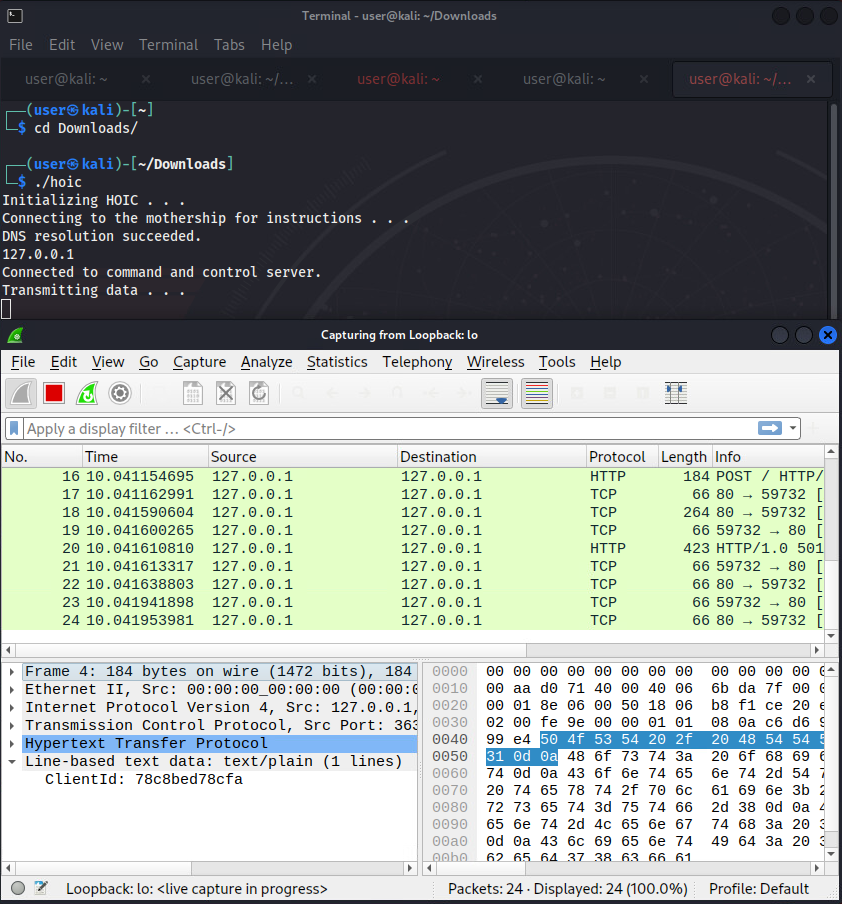 Terminal - user@kali: ~/Downloads
File Edit View Terminal Tabs Help
user@kali: ~ × user@kali: ~/... × user@kali: ~ × user@kali: ~ × user@kali: ~/... ×
┌──(user㉿kali)-[~]
└─$ cd Downloads/
┌──(user㉿kali)-[~/Downloads]
└─$ ./hoic
Initializing HOIC . . .
Connecting to the mothership for instructions . . .
DNS resolution succeeded.
127.0.0.1
Connected to command and control server.
Transmitting data . . .
Capturing from Loopback: lo
File Edit View Go Capture Analyze Statistics Telephony Wireless Tools Help
Apply a display filter ... <Ctrl-/>
No. Time Source Destination Protocol Length Info
16 10.041154695 127.0.0.1 127.0.0.1 HTTP 184 POST / HTTP/
17 10.041162991 127.0.0.1 127.0.0.1 TCP 66 80 → 59732 [
18 10.041590604 127.0.0.1 127.0.0.1 TCP 264 80 → 59732 [
19 10.041600265 127.0.0.1 127.0.0.1 TCP 66 59732 → 80 [
20 10.041610810 127.0.0.1 127.0.0.1 HTTP 423 HTTP/1.0 501
21 10.041613317 127.0.0.1 127.0.0.1 TCP 66 59732 → 80 [
22 10.041638803 127.0.0.1 127.0.0.1 TCP 66 80 → 59732 [
23 10.041941898 127.0.0.1 127.0.0.1 TCP 66 59732 → 80 [
24 10.041953981 127.0.0.1 127.0.0.1 TCP 66 80 → 59732 [
Frame 4: 184 bytes on wire (1472 bits), 184
Ethernet II, Src: 00:00:00_00:00:00 (00:00:0
Internet Protocol Version 4, Src: 127.0.0.1,
Transmission Control Protocol, Src Port: 363
Hypertext Transfer Protocol
Line-based text data: text/plain (1 lines)
ClientId: 78c8bed78cfa
0000 00 00 00 00 00 00 00 00 00 00 00 0
0010 00 aa d0 71 40 00 40 06 6b da 7f 0
0020 00 01 8e 06 00 50 18 06 b8 f1 ce 2
0030 02 00 fe 9e 00 00 01 01 08 0a c6 d6 9
0040 99 e4 50 4f 53 54 20 2f 20 48 54 54 5
0050 31 0d 0a 48 6f 73 74 3a 20 6f 68 69 6
0060 74 0d 0a 43 6f 6e 74 65 6e 74 2d 54 7
0070 20 74 65 78 74 2f 70 6c 61 69 6e 3b 2
0080 72 73 65 74 3d 75 74 66 2d 38 0d 0a 4
0090 65 6e 74 2d 4c 65 6e 67 74 68 3a 20 3
00a0 0d 0a 43 6c 69 65 6e 74 49 64 3a 20 3
00b0 62 65 64 37 38 63 66 61
Loopback: lo: <live capture in progress>
Packets: 24 · Displayed: 24 (100.0%)
Profile: Default